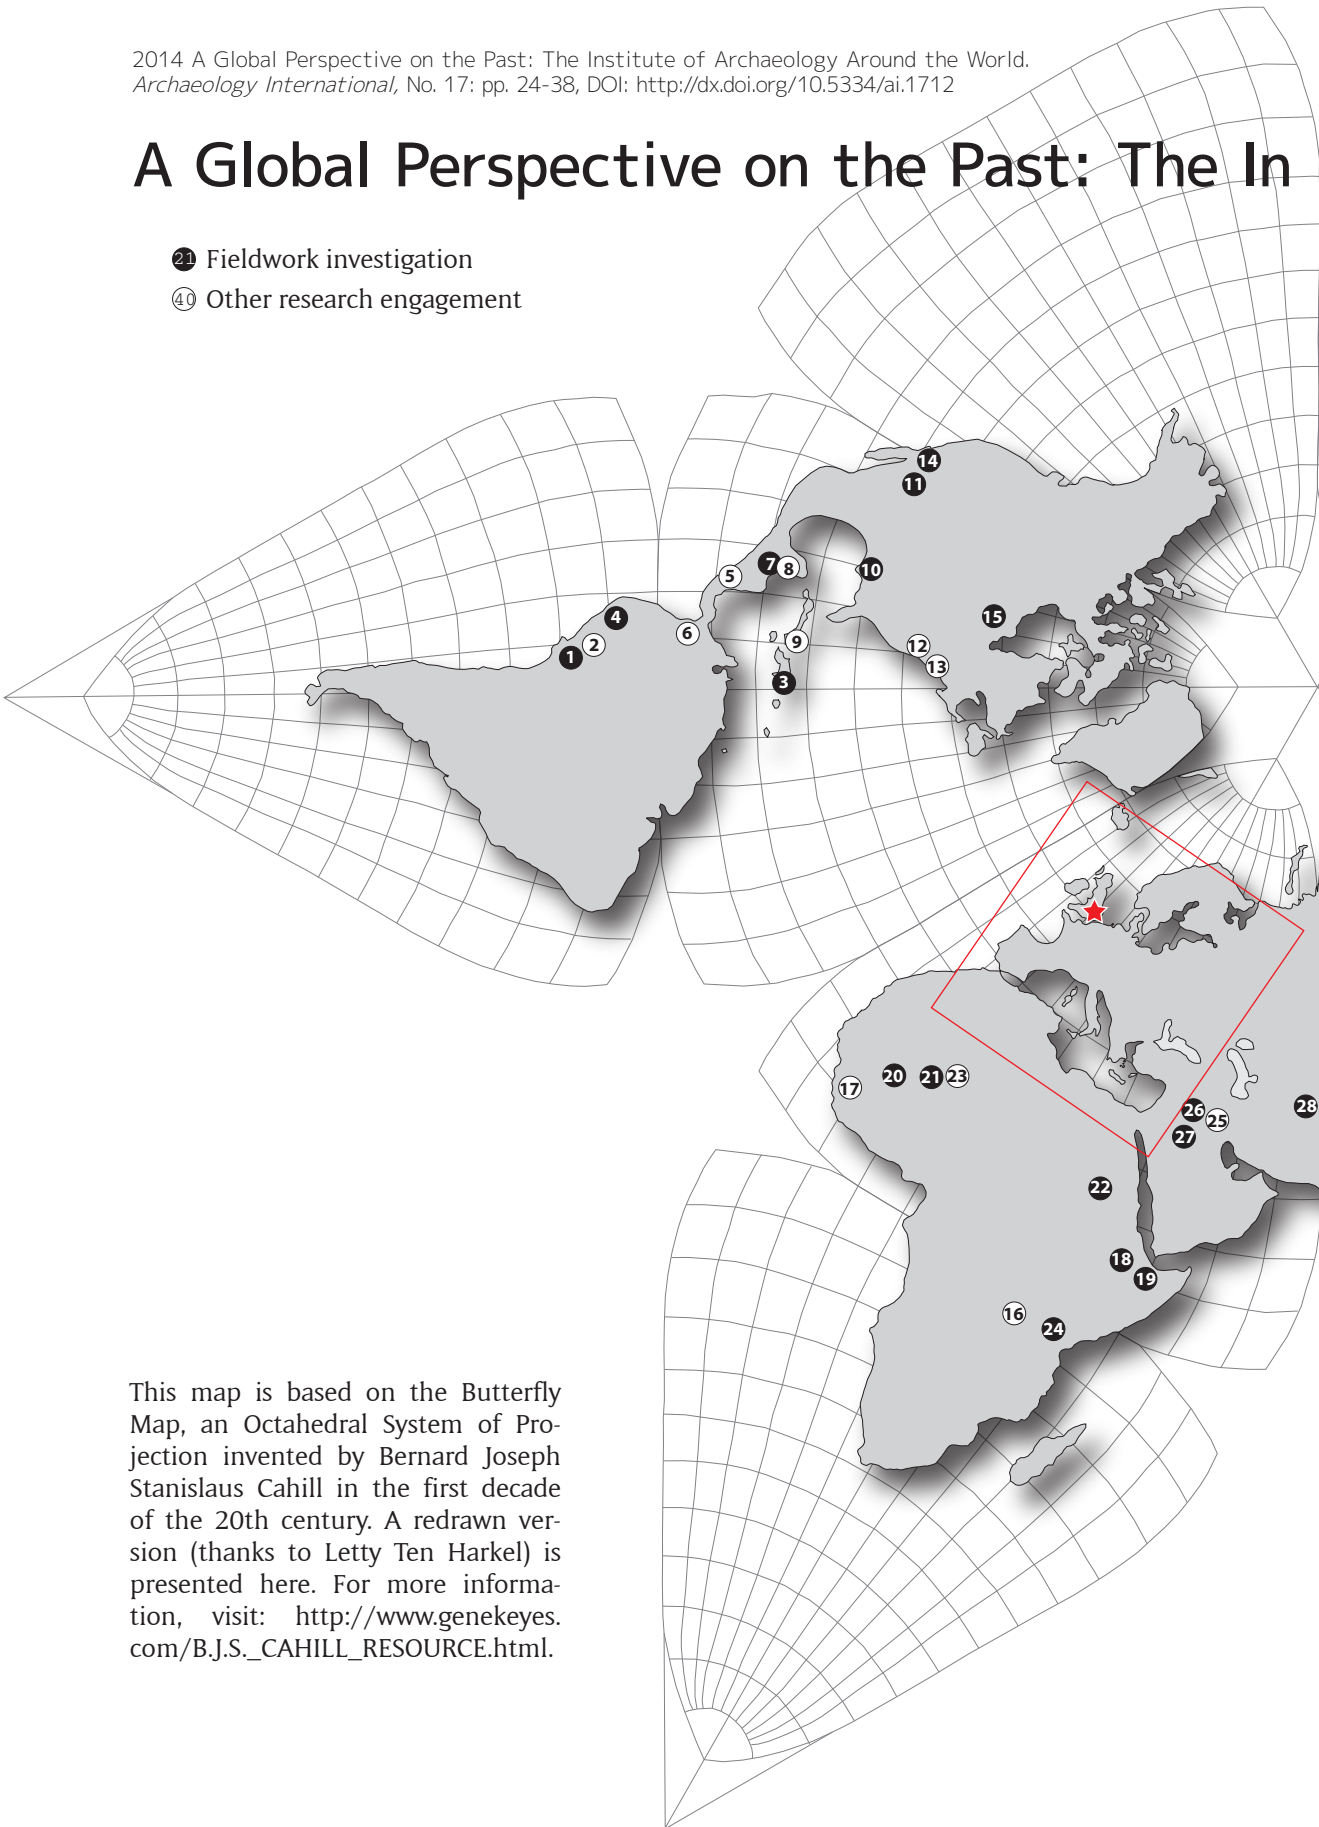 2014 A Global Perspective on the Past: The Institute of Archaeology Around the World.
Archaeology International, No. 17: pp. 24-38, DOI: http://dx.doi.org/10.5334/ai.1712
A Global Perspective on the Past: The In
21 Fieldwork investigation
40 Other research engagement
14
11
7
8
5
10
4
15
6
2
9
12
1
13
3
20
21
23
17
28
26
25
27
22
18
19
16
24
This map is based on the Butterfly
Map, an Octahedral System of Pro-
jection invented by Bernard Joseph
Stanislaus Cahill in the first decade
of the 20th century. A redrawn ver-
sion (thanks to Letty Ten Harkel) is
presented here. For more informa-
tion, visit: http://www.genekeyes.
com/B.J.S._CAHILL_RESOURCE.html.